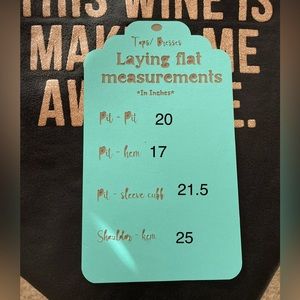 THIS WINE IS
MAK ME
AW E.
Tops/ Dresses
Laying flat
measurements
*In Inches*
Pit - Pit 20
Pit - hem 17
Pit - sleeve cuff 21.5
Shoulder - hem 25